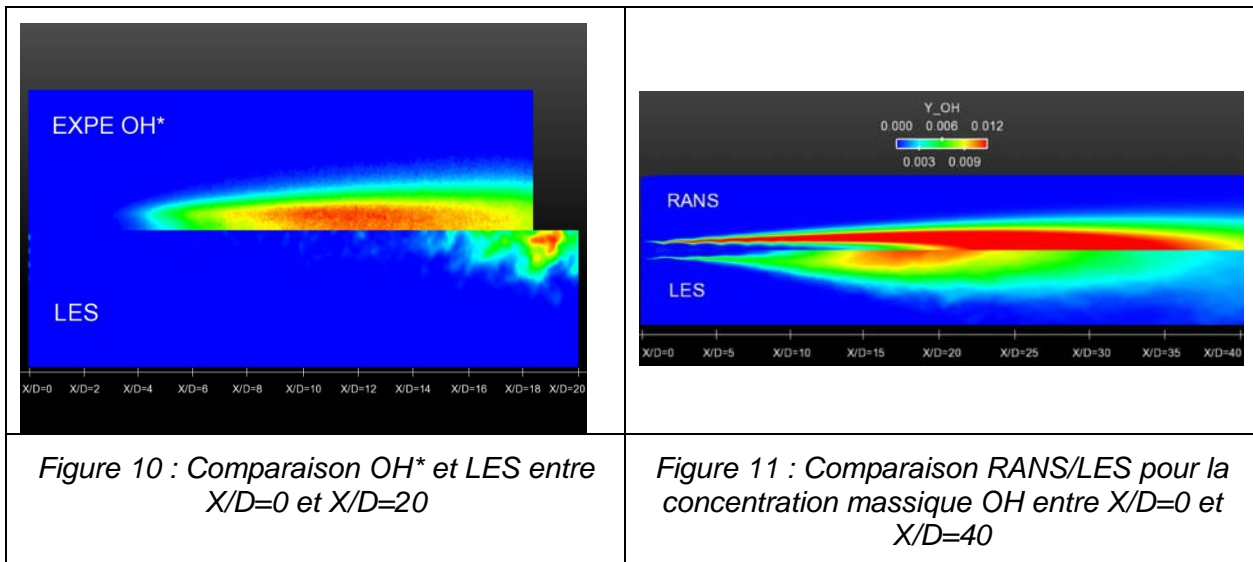 EXPE OH*
LES
X/D=0 X/D=2 X/D=4 X/D=6 X/D=8 X/D=10 X/D=12 X/D=14 X/D=16 X/D=18 X/D=20
Figure 10 : Comparaison OH* et LES entre
X/D=0 et X/D=20
Y_OH
0.000 0.006 0.012
0.003 0.009
RANS
LES
X/D=0 X/D=5 X/D=10 X/D=15 X/D=20 X/D=25 X/D=30 X/D=35 X/D=40
Figure 11 : Comparaison RANS/LES pour la
concentration massique OH entre X/D=0 et
X/D=40